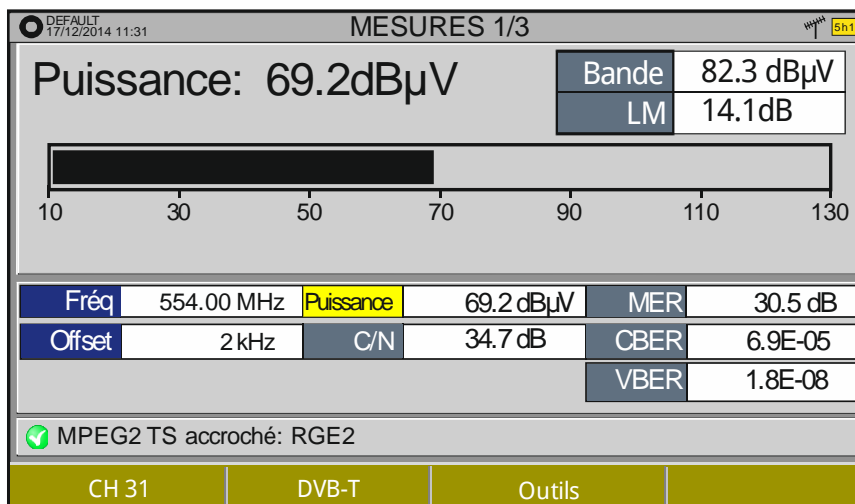 DEFAULT
17/12/2014 11:31
MESURES 1/3
5h1
Puissance: 69.2dBµV
Bande 82.3 dBµV
LM 14.1dB
10 30 50 70 90 110 130
Fréq 554.00 MHz Puissance 69.2 dBµV MER 30.5 dB
Offset 2 kHz C/N 34.7 dB CBER 6.9E-05
VBER 1.8E-08
MPEG2 TS accroché: RGE2
CH 31 DVB-T Outils